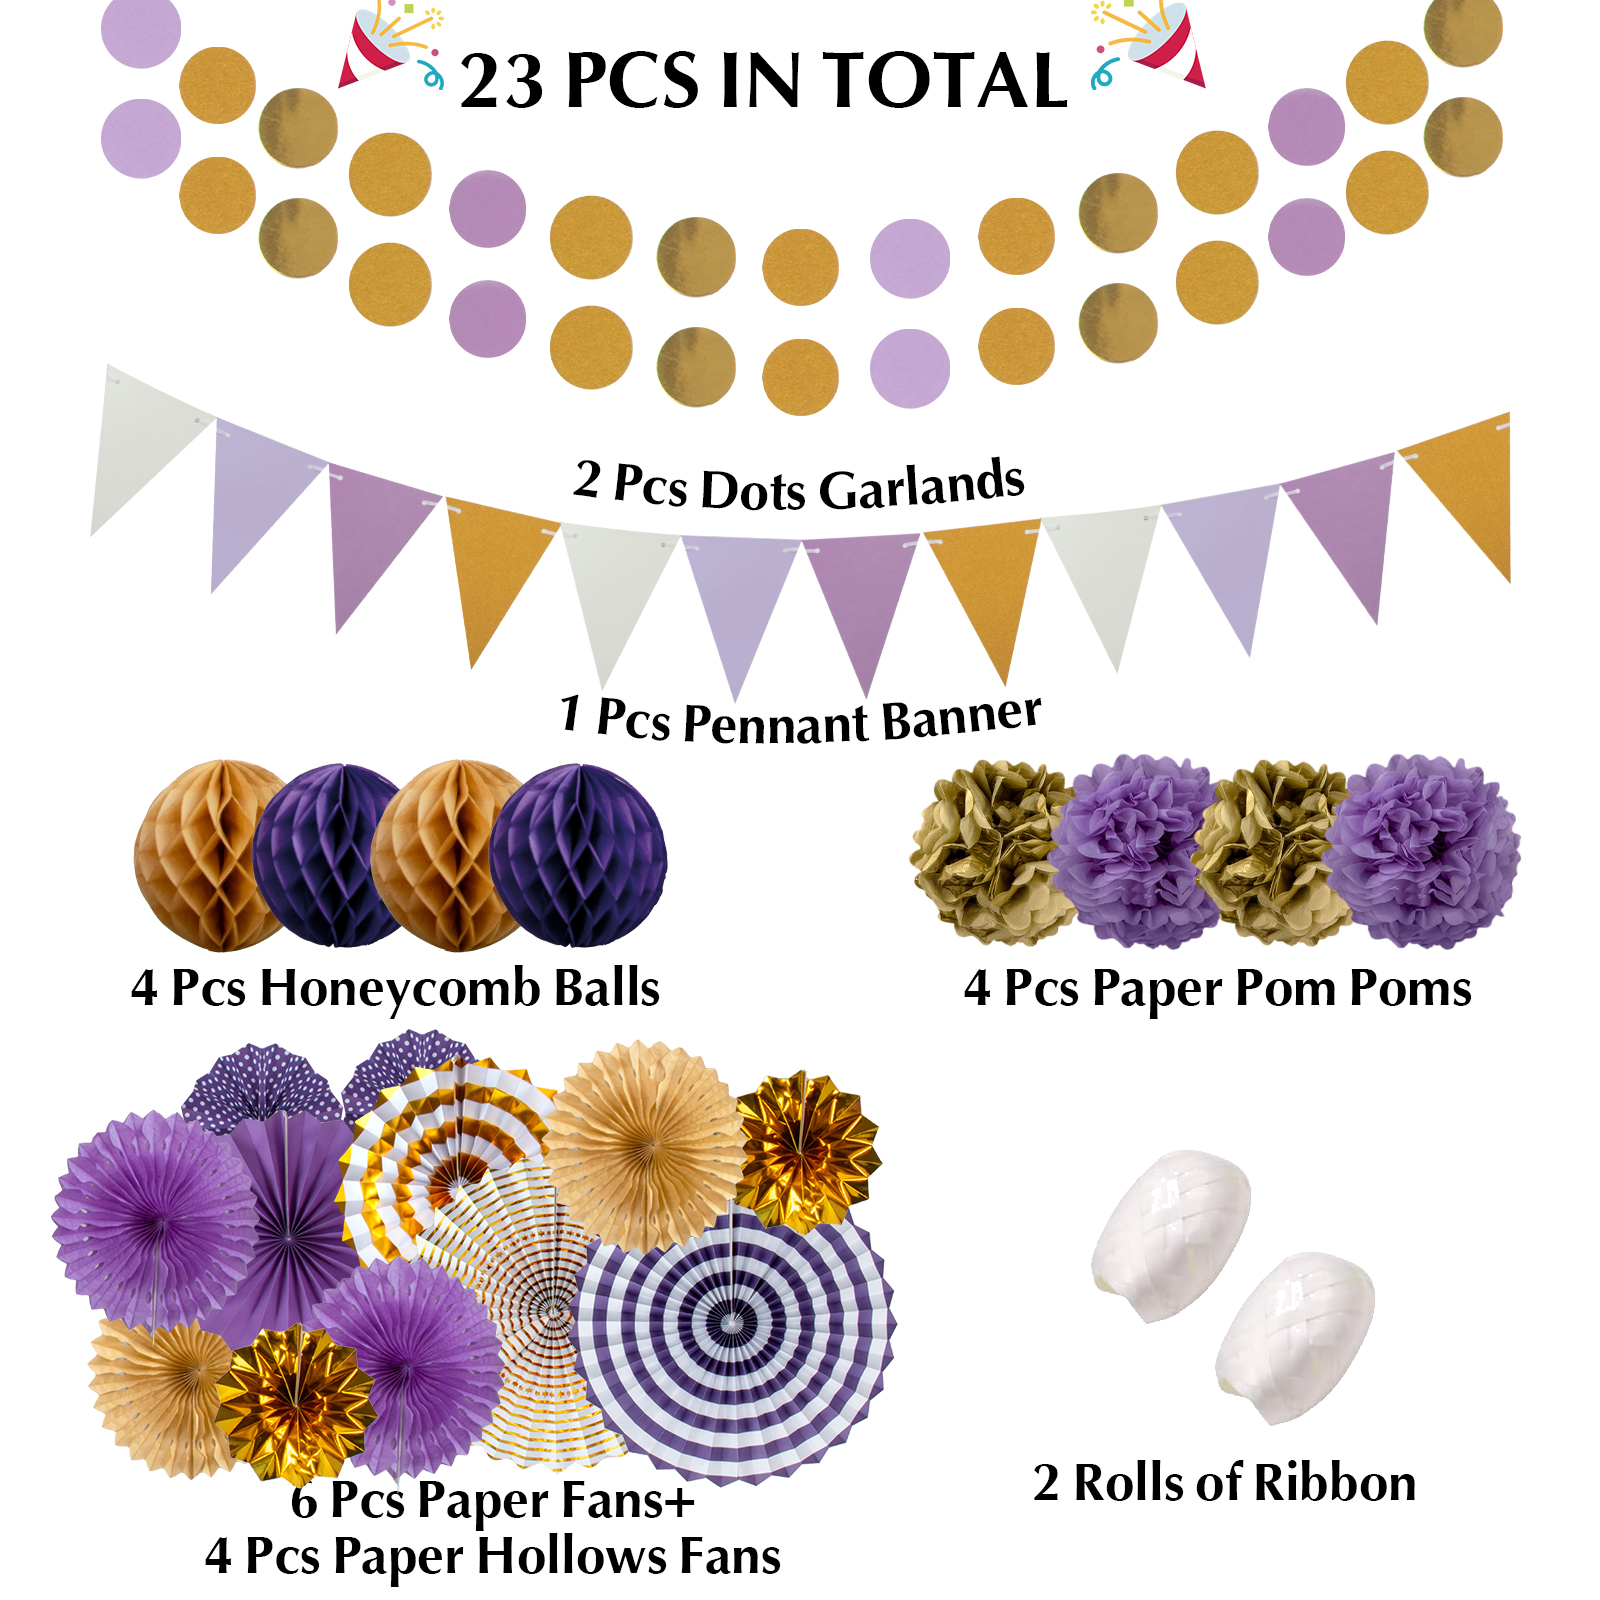 23 PCS IN TOTAL
2 Pcs Dots Garlands
1 Pcs Pennant Banner
4 Pcs Honeycomb Balls
4 Pcs Paper Pom Poms
6 Pcs Paper Fans+
4 Pcs Paper Hollows Fans
2 Rolls of Ribbon